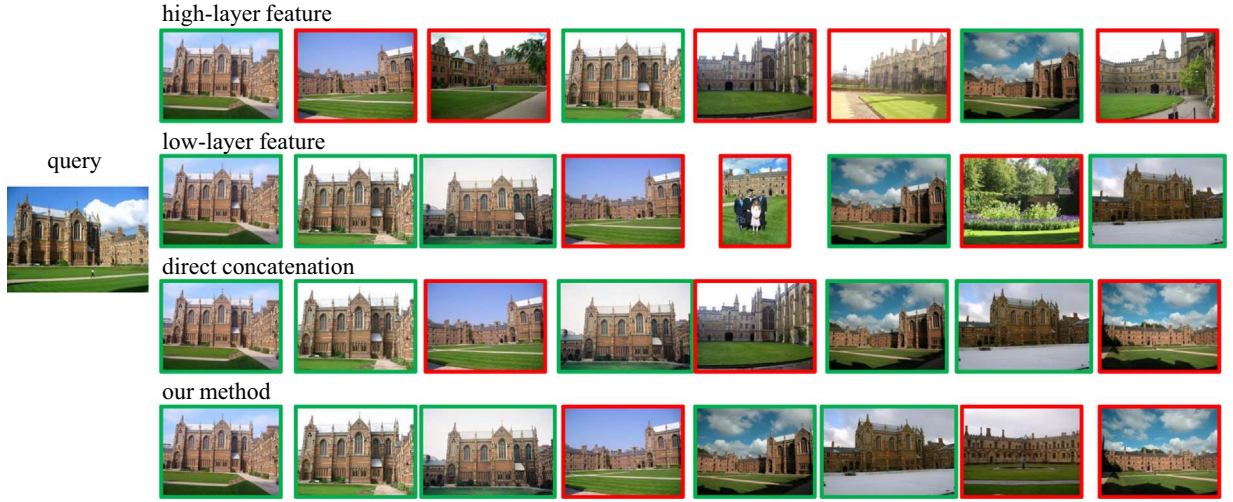 high-layer feature
low-layer feature
query
direct concatenation
our method